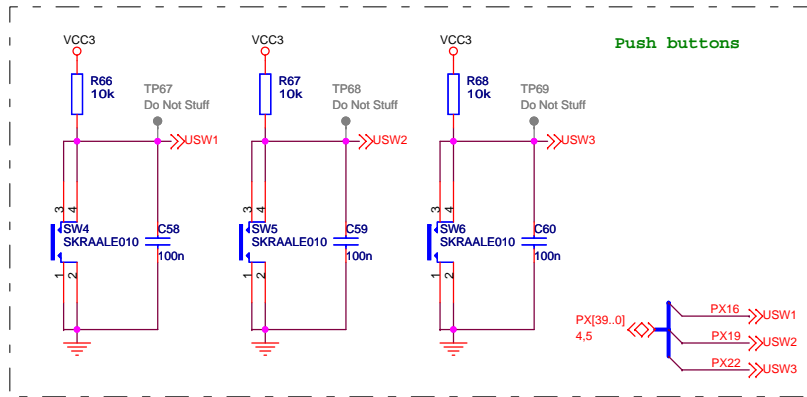 Push buttons
VCC3
R66
10k
TP67
Do Not Stuff
USW1
3
4
SW4
SKRAALE010
1
2
C58
100n
VCC3
R67
10k
TP68
Do Not Stuff
USW2
3
4
SW5
SKRAALE010
1
2
C59
100n
VCC3
R68
10k
TP69
Do Not Stuff
USW3
3
4
SW6
SKRAALE010
1
2
C60
100n
PX[39..0]
4,5
PX16
USW1
PX19
USW2
PX22
USW3